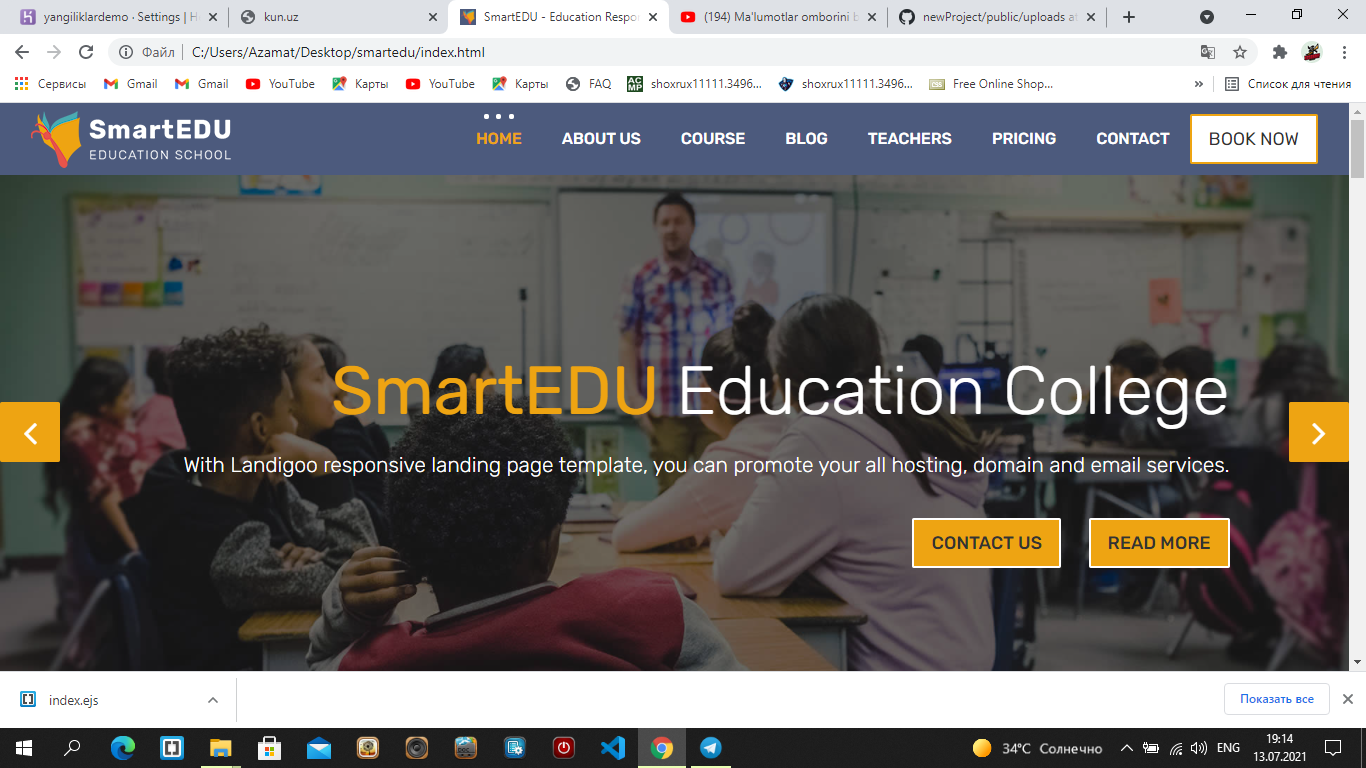 yangiliklardemo · Settings | H
kun.uz
SmartEDU - Education Respo
(194) Ma'lumotlar omborini b
newProject/public/uploads at
Файл
C:/Users/Azamat/Desktop/smartedu/index.html
Сервисы
Gmail
Gmail
YouTube
Карты
YouTube
Карты
FAQ
shoxrux11111.3496...
shoxrux11111.3496...
Free Online Shop...
Список для чтения
SmartEDU
EDUCATION SCHOOL
HOME
ABOUT US
COURSE
BLOG
TEACHERS
PRICING
CONTACT
BOOK NOW
SmartEDU Education College
With Landigoo responsive landing page template, you can promote your all hosting, domain and email services.
CONTACT US
READ MORE
index.ejs
Показать все
34°C Солнечно
ENG
19:14
13.07.2021